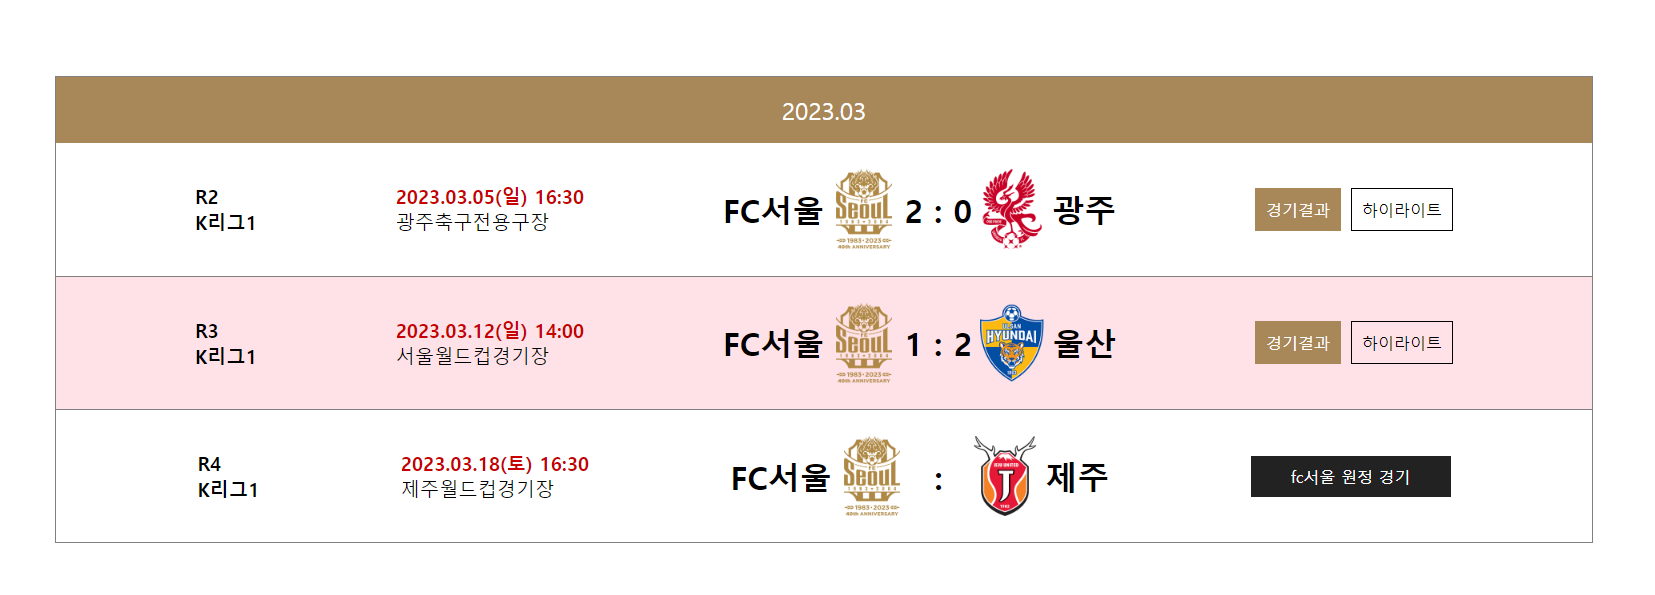 2023.03
R2
K리그1
2023.03.05(일) 16:30
광주축구전용구장
FC서울
FC
Seoul
1983·2023
40th ANNIVERSARY
2 : 0
광주
경기결과
하이라이트
R3
K리그1
2023.03.12(일) 14:00
서울월드컵경기장
FC서울
FC
Seoul
1983·2023
40th ANNIVERSARY
1 : 2
ULSAN
HYUNDAI
울산
경기결과
하이라이트
R4
K리그1
2023.03.18(토) 16:30
제주월드컵경기장
FC서울
FC
Seoul
1983·2023
40th ANNIVERSARY
:
JEJU UNITED
J
제주
fc서울 원정 경기